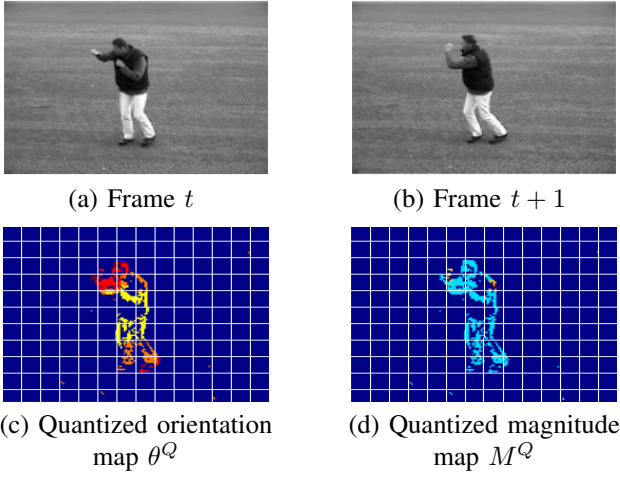 (a) Frame t
(b) Frame t + 1
(c) Quantized orientation
map θ^Q
(d) Quantized magnitude
map M^Q